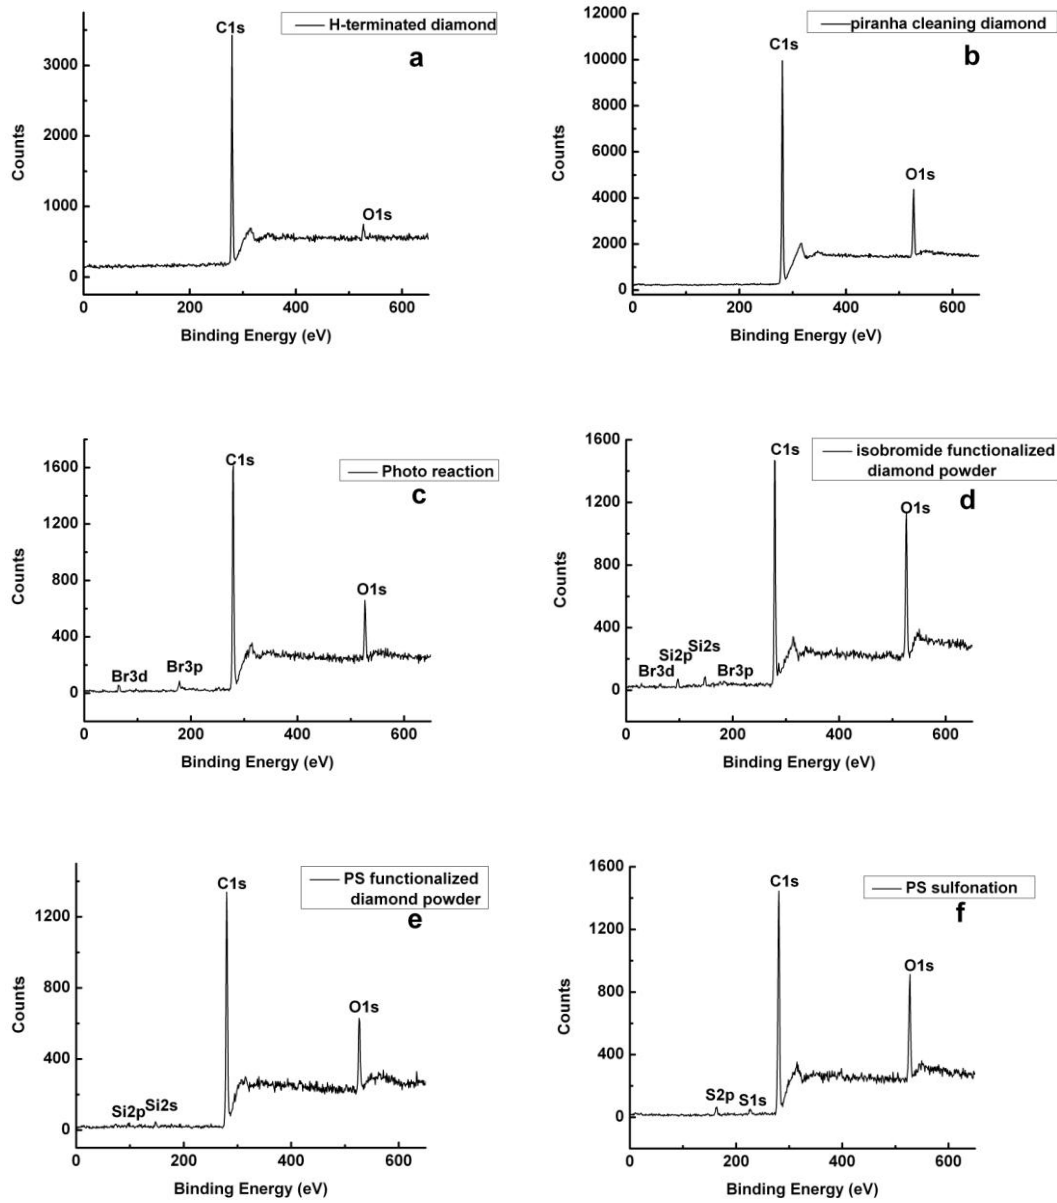 C1s
H-terminated diamond
a
3000
2000
1000
0
Counts
O1s
0
200
400
600
Binding Energy (eV)
12000
10000
8000
6000
4000
2000
0
Counts
C1s
piranha cleaning diamond
b
O1s
0
200
400
600
Binding Energy (eV)
1600
1200
800
400
0
Counts
C1s
Photo reaction
c
O1s
Br3d
Br3p
0
200
400
600
Binding Energy (eV)
1600
1200
800
400
0
Counts
C1s
isobromide functionalized
diamond powder
d
O1s
Br3d
Si2p
Si2s
Br3p
0
200
400
600
Binding Energy (eV)
1200
800
400
0
Counts
C1s
PS functionalized
diamond powder
e
O1s
Si2p
Si2s
0
200
400
600
Binding Energy (eV)
1600
1200
800
400
0
Counts
C1s
PS sulfonation
f
O1s
S2p
S1s
0
200
400
600
Binding Energy (eV)